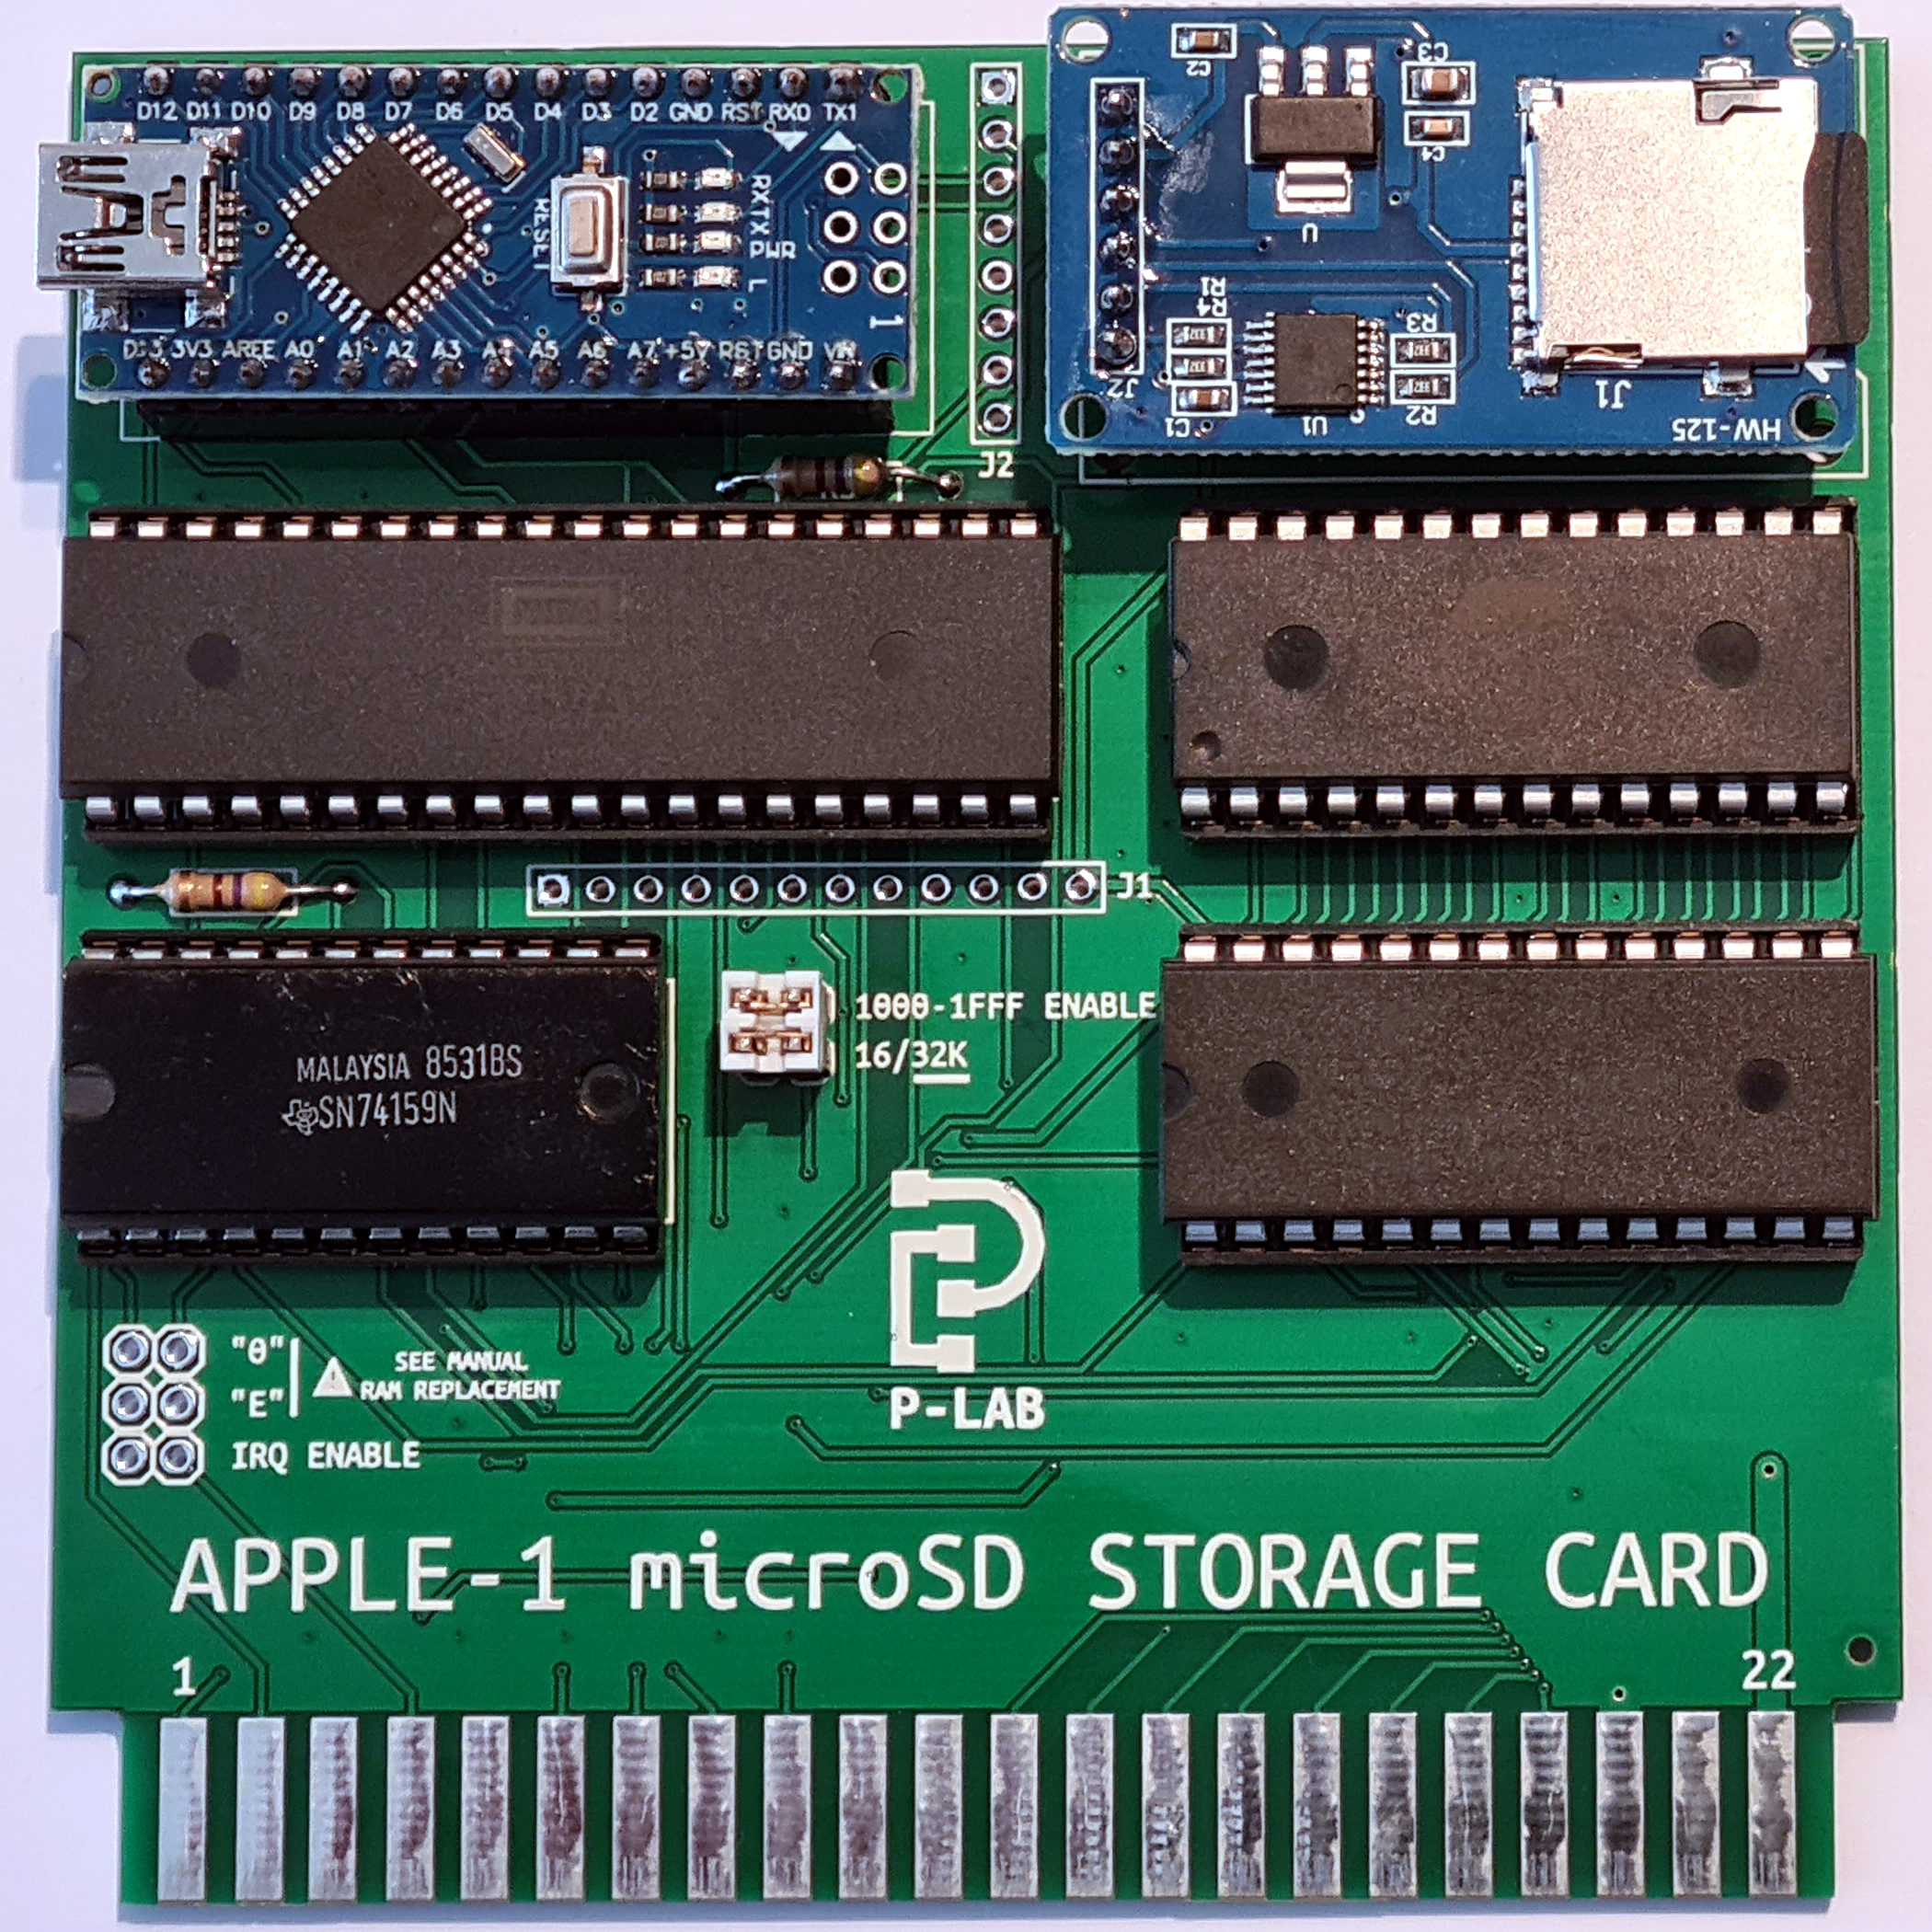 D12 D11 D10 D9 D8 D7 D6 D5 D4 D3 D2 GND RST RX0 TX1
RESET
RX
TX
PWR
L
1
D13 3V3 AREF A0 A1 A2 A3 A4 A5 A6 A7 +5V RST GND VIN
J2
C2
C3
C4
U
R1
R4
R3
R2
J2
C1
U1
J1
HW-125
J1
1000-1FFF ENABLE
16/32K
MALAYSIA 8531BS
SN74159N
"0"
"E"
SEE MANUAL
RAM REPLACEMENT
IRQ ENABLE
P-LAB
APPLE-1 microSD STORAGE CARD
1
22